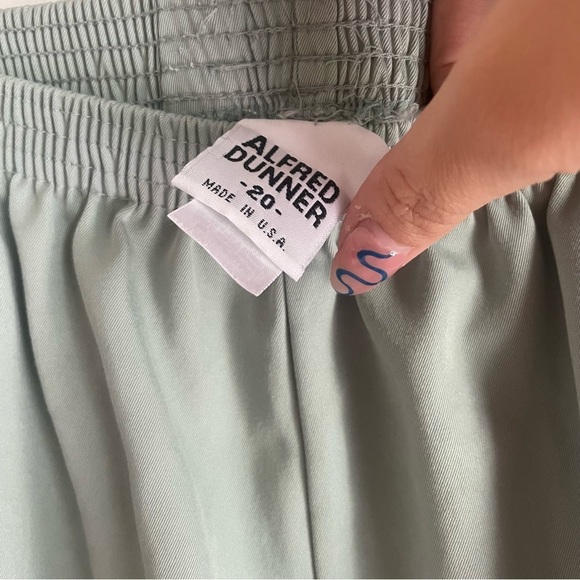 ALFRED
DUNNER
-20-
MADE IN U.S.A.